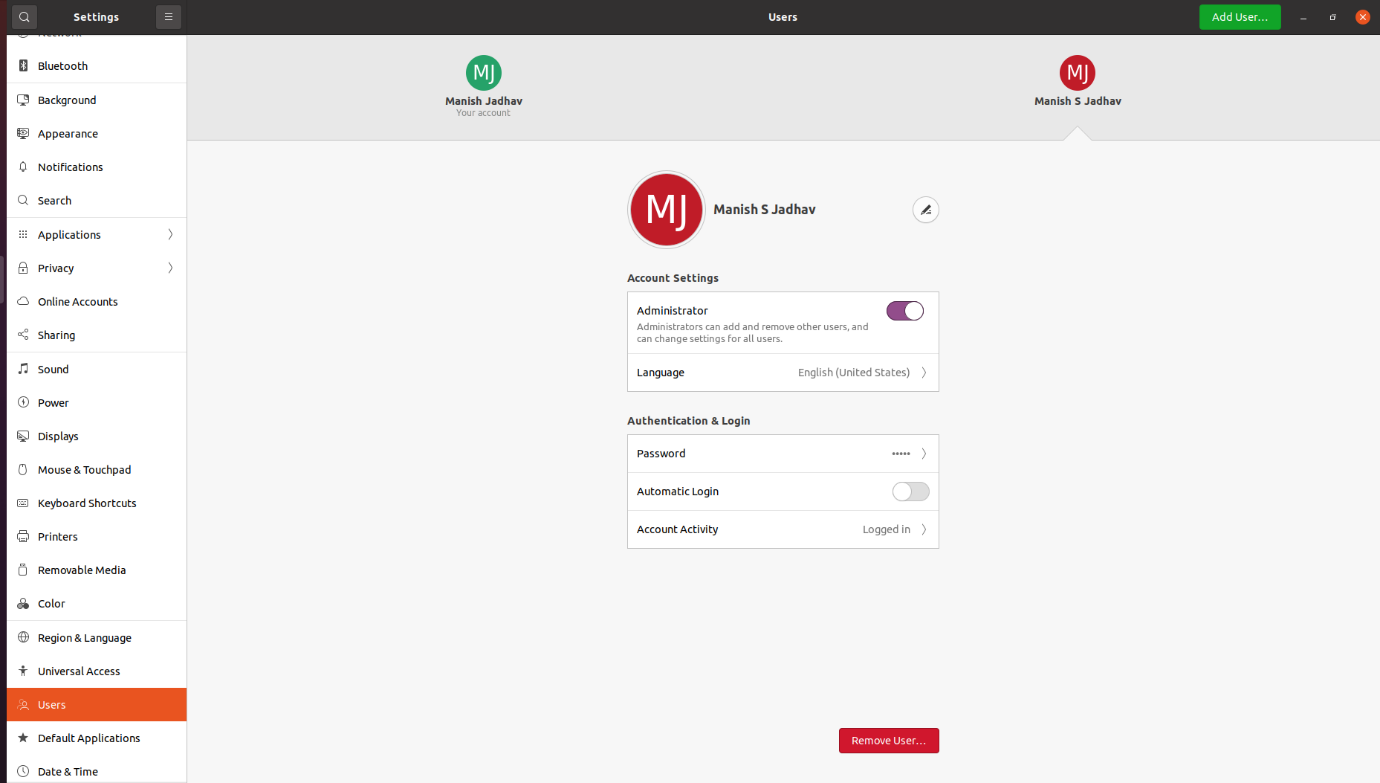 Settings
Users
Add User...
Network
Bluetooth
Background
Appearance
Notifications
Search
Applications
Privacy
Online Accounts
Sharing
Sound
Power
Displays
Mouse & Touchpad
Keyboard Shortcuts
Printers
Removable Media
Color
Region & Language
Universal Access
Users
Default Applications
Date & Time
MJ
Manish Jadhav
Your account
MJ
Manish S Jadhav
MJ
Manish S Jadhav
Account Settings
Administrator
Administrators can add and remove other users, and
can change settings for all users.
Language English (United States)
Authentication & Login
Password •••••
Automatic Login
Account Activity Logged in
Remove User...